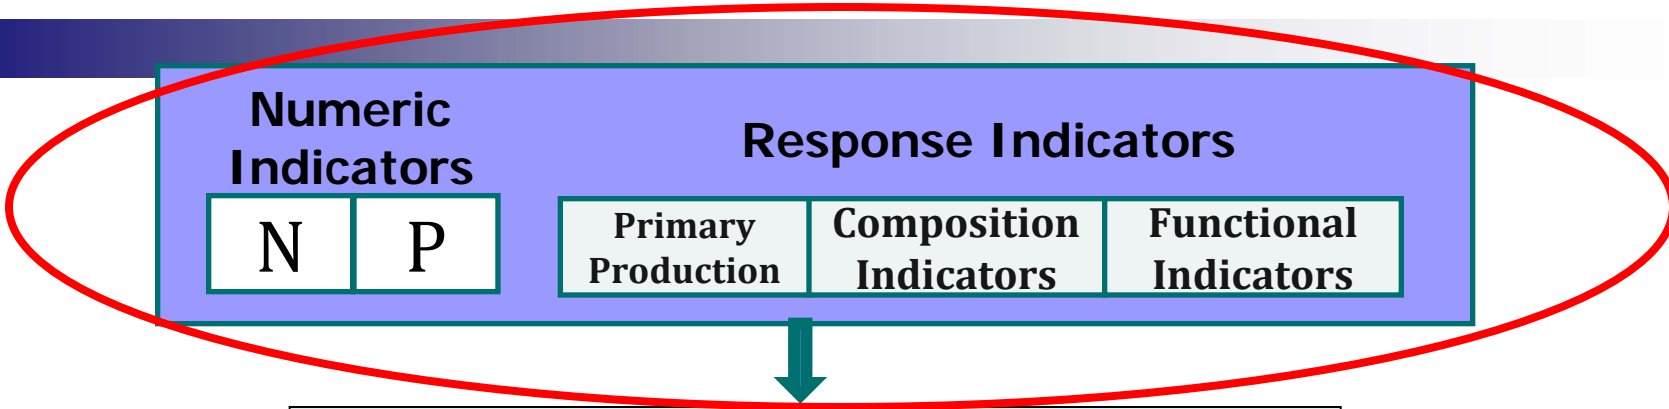 Numeric
Indicators
Response Indicators
N P
Primary
Production
Composition
Indicators
Functional
Indicators